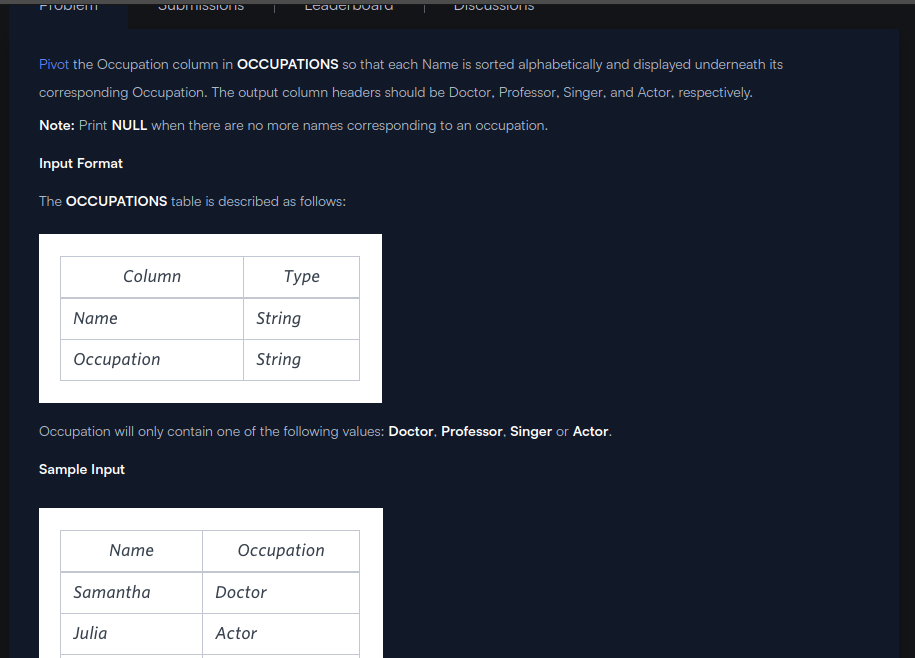 Problem Submissions Leaderboard Discussions
Pivot the Occupation column in OCCUPATIONS so that each Name is sorted alphabetically and displayed underneath its
corresponding Occupation. The output column headers should be Doctor, Professor, Singer, and Actor, respectively.
Note: Print NULL when there are no more names corresponding to an occupation.
Input Format
The OCCUPATIONS table is described as follows:
Column Type
Name String
Occupation String
Occupation will only contain one of the following values: Doctor, Professor, Singer or Actor.
Sample Input
Name Occupation
Samantha Doctor
Julia Actor